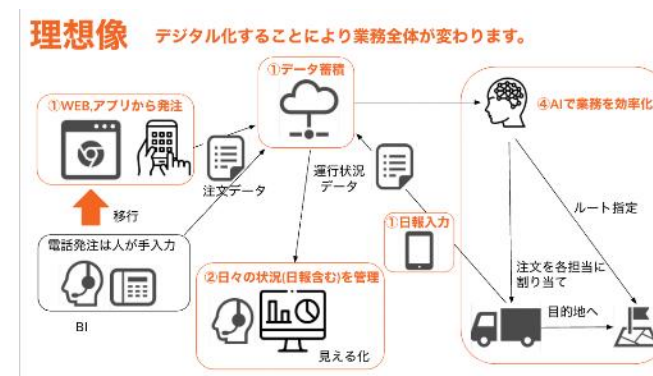 理想像
デジタル化することにより業務全体が変わります。
①データ蓄積
①WEB,アプリから発注
④AIで業務を効率化
注文データ
運行状況
データ
移行
①日報入力
ルート指定
電話発注は人が手入力
②日々の状況(日報含む)を管理
注文を各担当に
割り当て
目的地へ
BI
見える化